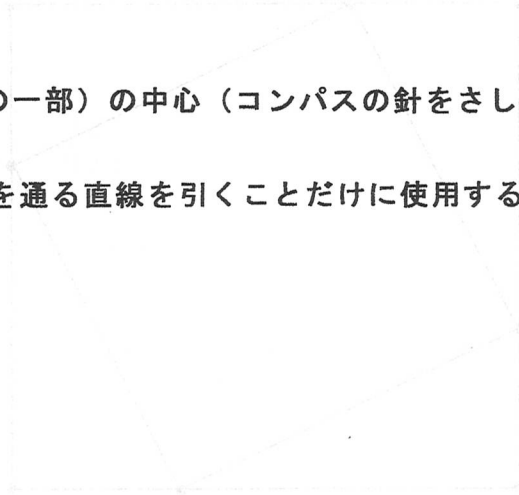 の一部）の中心（コンパスの針をさし
を通る直線を引くことだけに使用する